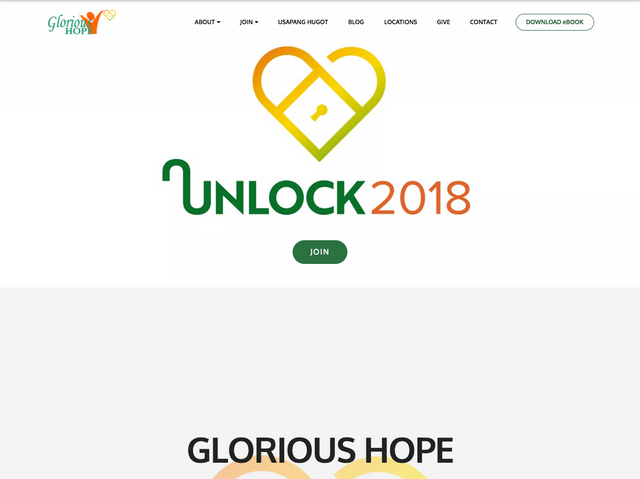 Glorious
HOPE
ABOUT JOIN USAPANG HUGOT BLOG LOCATIONS GIVE CONTACT DOWNLOAD eBOOK
UNLOCK 2018
JOIN
GLORIOUS HOPE